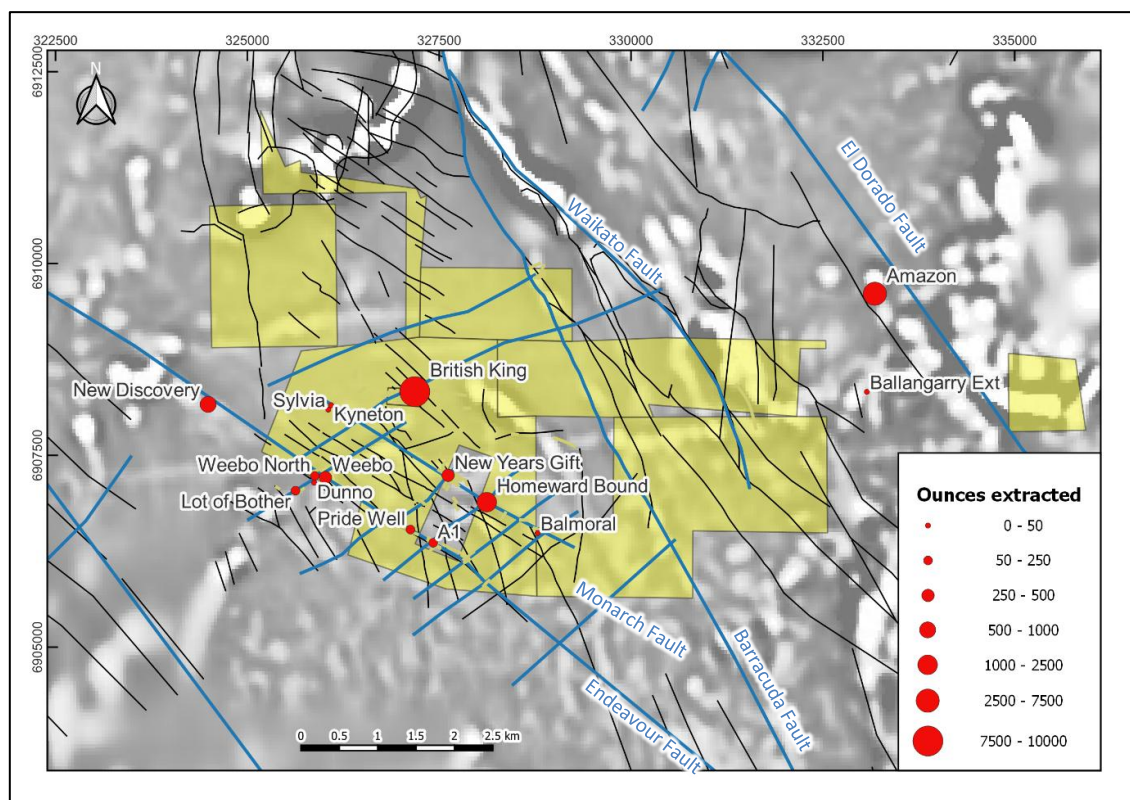 322500
325000
327500
330000
332500
335000
6912500
N
El Dorado Fault
Waikato Fault
6910000
Amazon
British King
Ballangarry Ext
New Discovery
Sylvia
Kyneton
6907500
Weebo North
Weebo
New Years Gift
Dunno
Homeward Bound
Lot of Bother
Pride Well
A1
Balmoral
Monarch Fault
Barracuda Fault
Endeavour Fault
6905000
0 0.5 1 1.5 2 2.5 km
Ounces extracted
0 - 50
50 - 250
250 - 500
500 - 1000
1000 - 2500
2500 - 7500
7500 - 10000